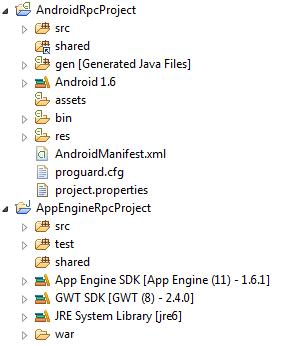 AndroidRpcProject
src
shared
gen [Generated Java Files]
Android 1.6
assets
bin
res
AndroidManifest.xml
proguard.cfg
project.properties
AppEngineRpcProject
src
test
shared
App Engine SDK [App Engine (11) - 1.6.1]
GWT SDK [GWT (8) - 2.4.0]
JRE System Library [jre6]
war